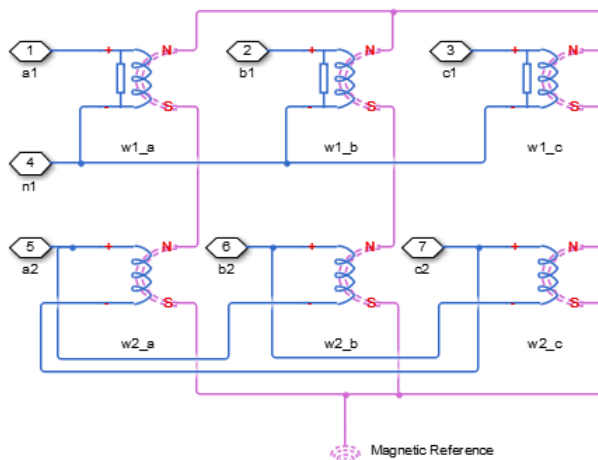 1 + N 2 + N 3 + N
a1 b1 c1
- S - S - S
4 w1_a w1_b w1_c
n1
5 + N 6 + N 7 + N
a2 b2 c2
- S - S - S
w2_a w2_b w2_c
Magnetic Reference